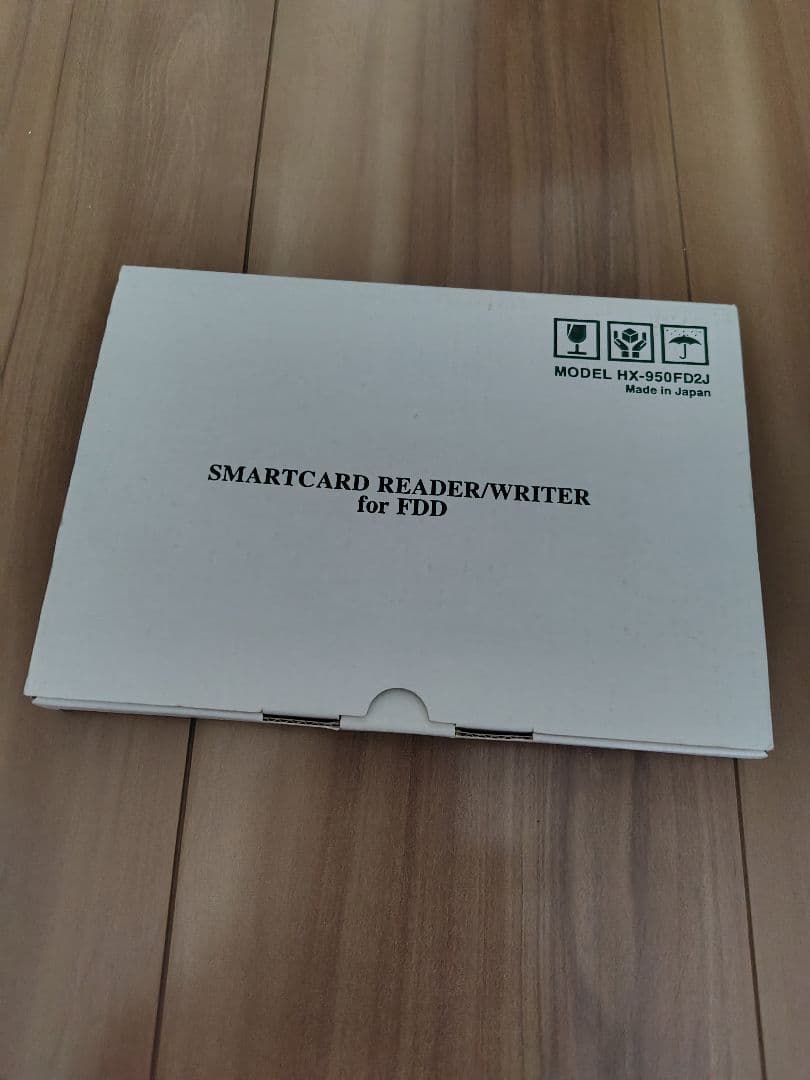 MODEL HX-950FD2J
Made in Japan
SMARTCARD READER/WRITER
for FDD